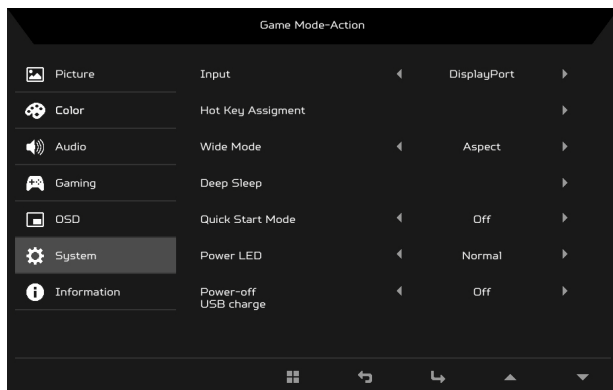 Game Mode-Action
Picture
Input
DisplayPort
Color
Hot Key Assigment
Audio
Wide Mode
Aspect
Gaming
Deep Sleep
OSD
Quick Start Mode
Off
System
Power LED
Normal
Information
Power-off
USB charge
Off